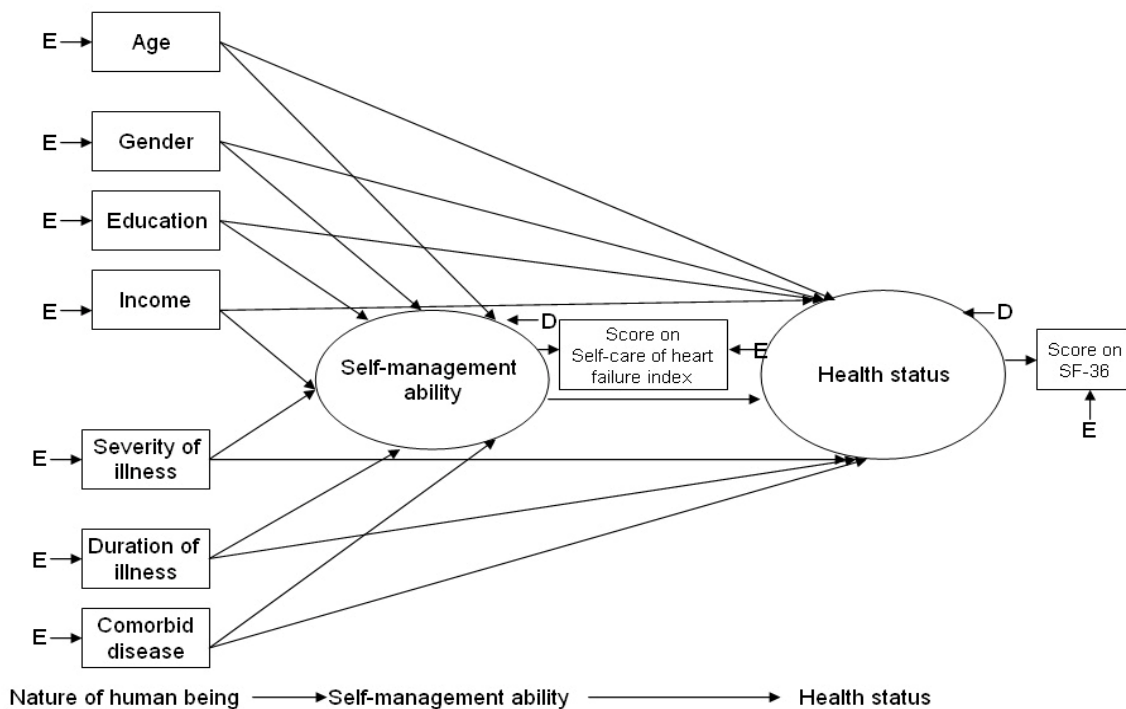 E
Age
E
Gender
E
Education
E
Income
D
Self-management
ability
Score on
Self-care of heart
failure index
E
D
Health status
Score on
SF-36
E
E
Severity of
illness
E
Duration of
illness
E
Comorbid
disease
Nature of human being
Self-management ability
Health status